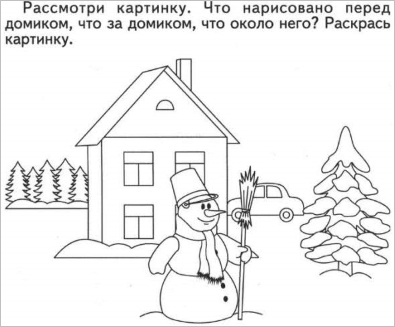 Рассмотри картинку. Что нарисовано перед
домиком, что за домиком, что около него? Раскрась
картинку.